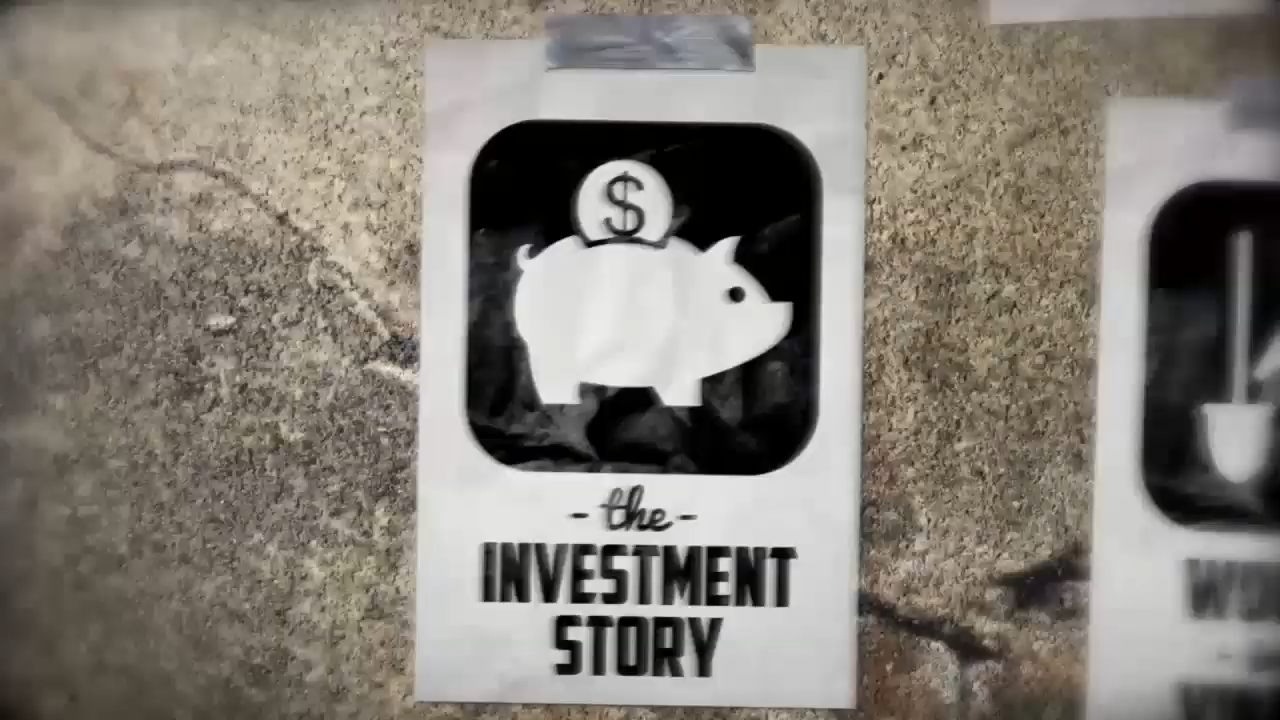 $
- the -
INVESTMENT
STORY